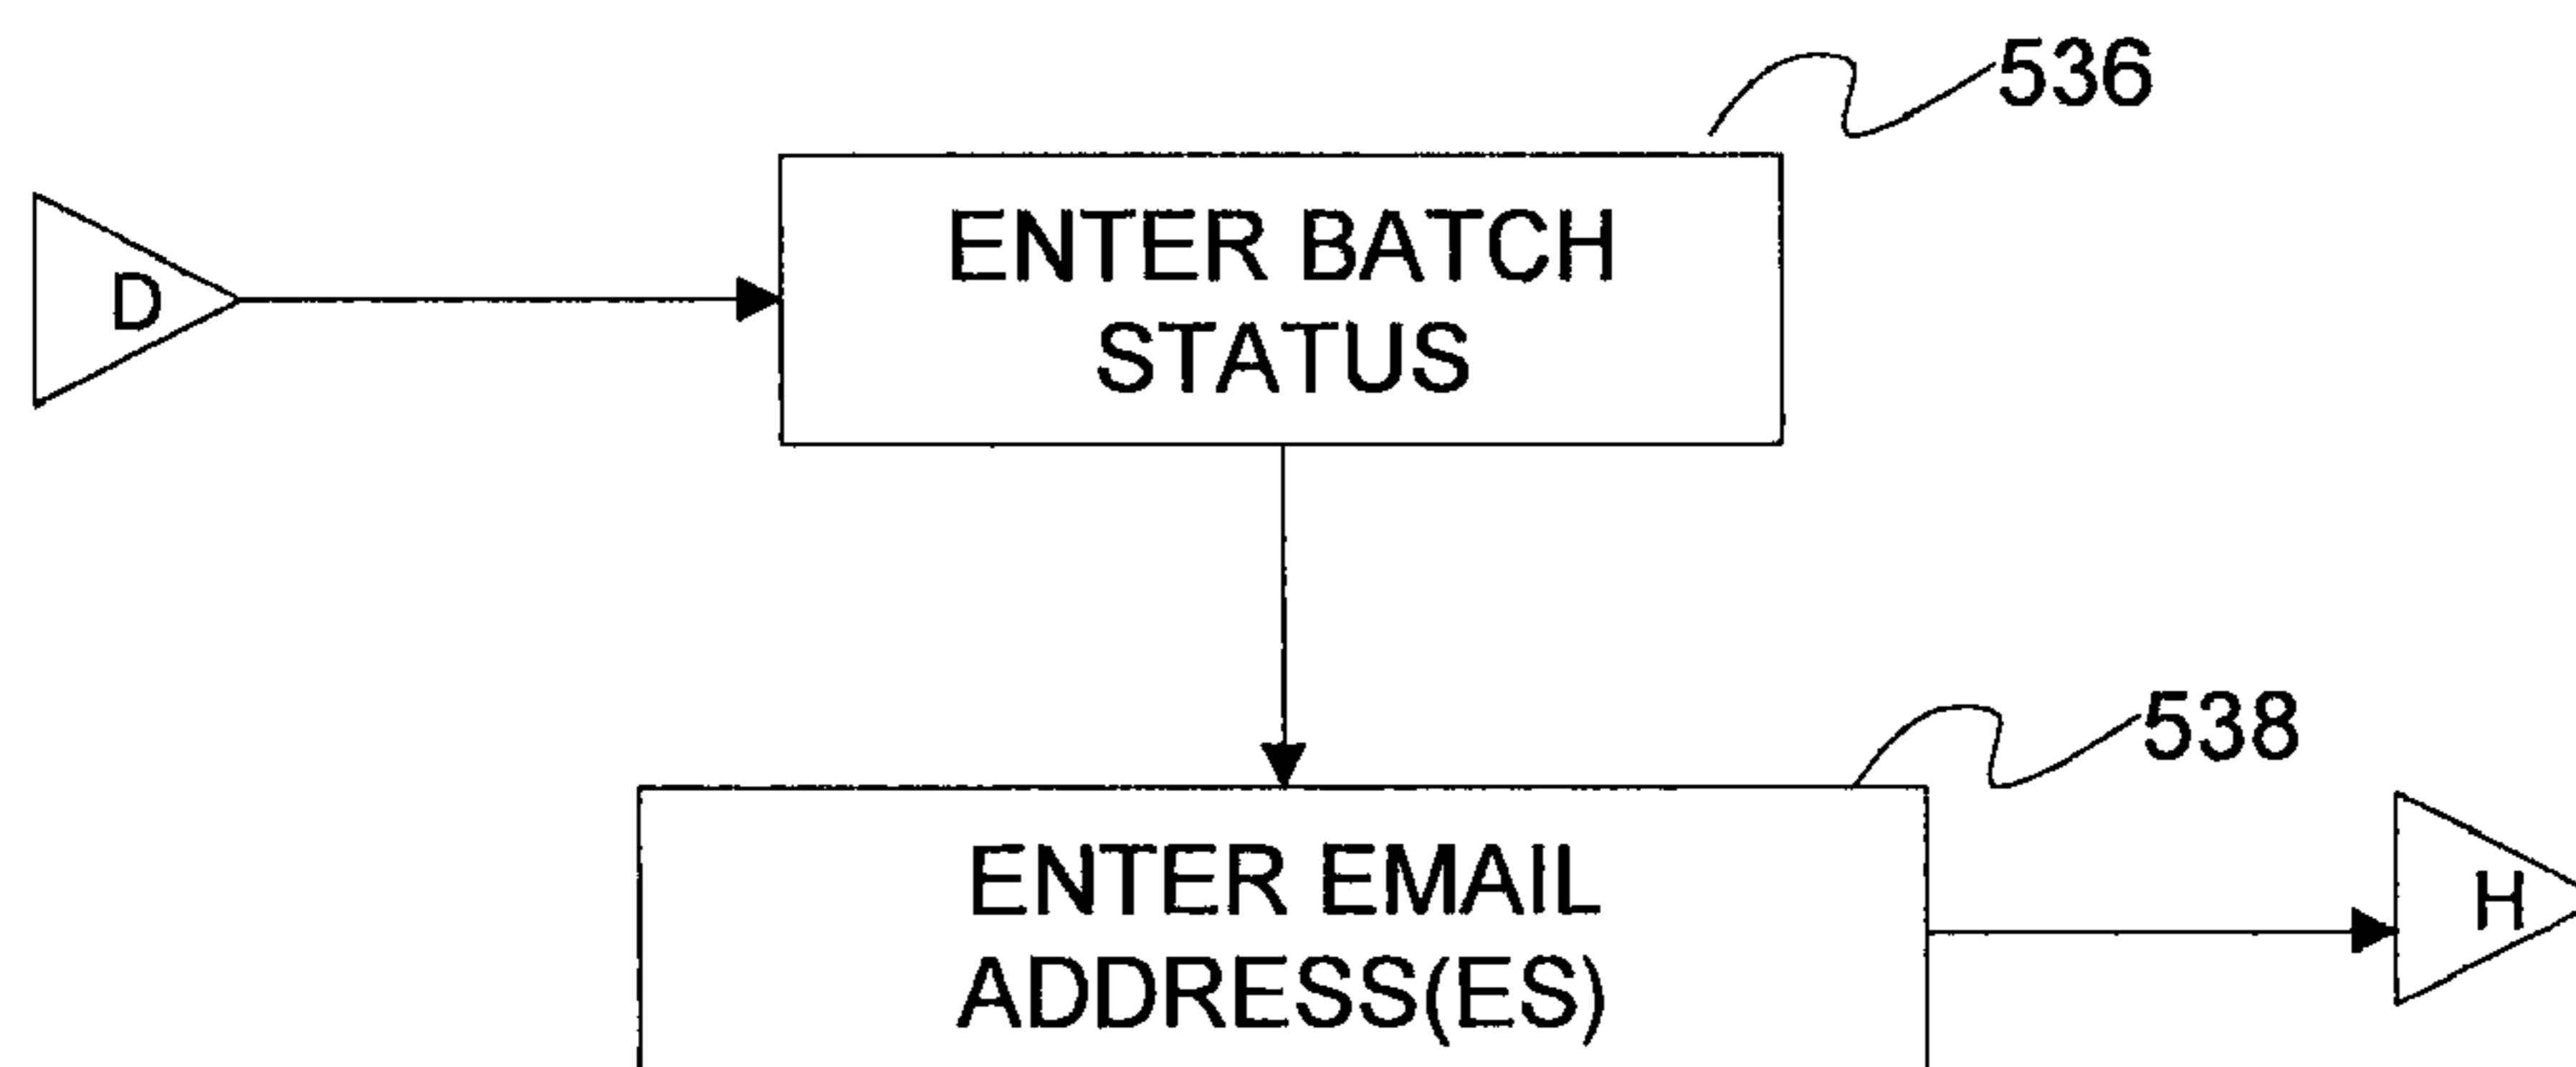 536
D
ENTER BATCH
STATUS
538
ENTER EMAIL
ADDRESS(ES)
H